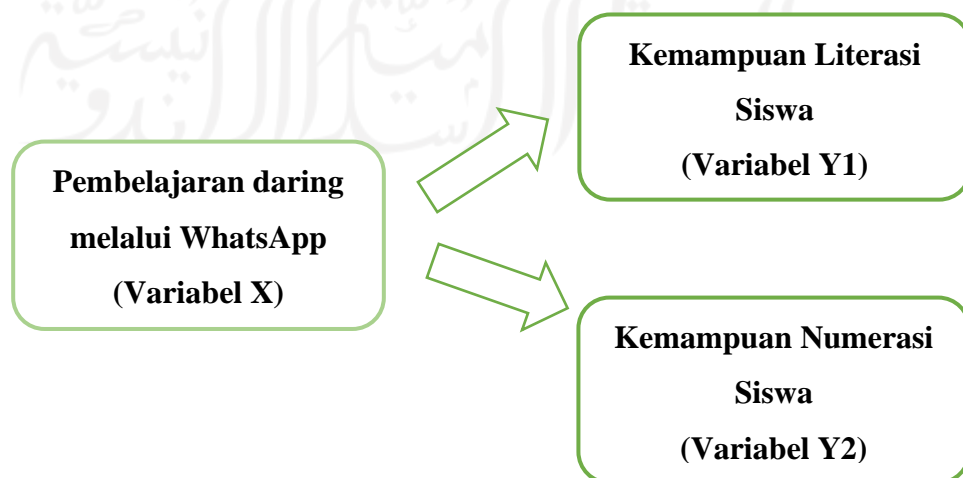 Kemampuan Literasi
Siswa
(Variabel Y1)
Pembelajaran daring
melalui WhatsApp
(Variabel X)
Kemampuan Numerasi
Siswa
(Variabel Y2)